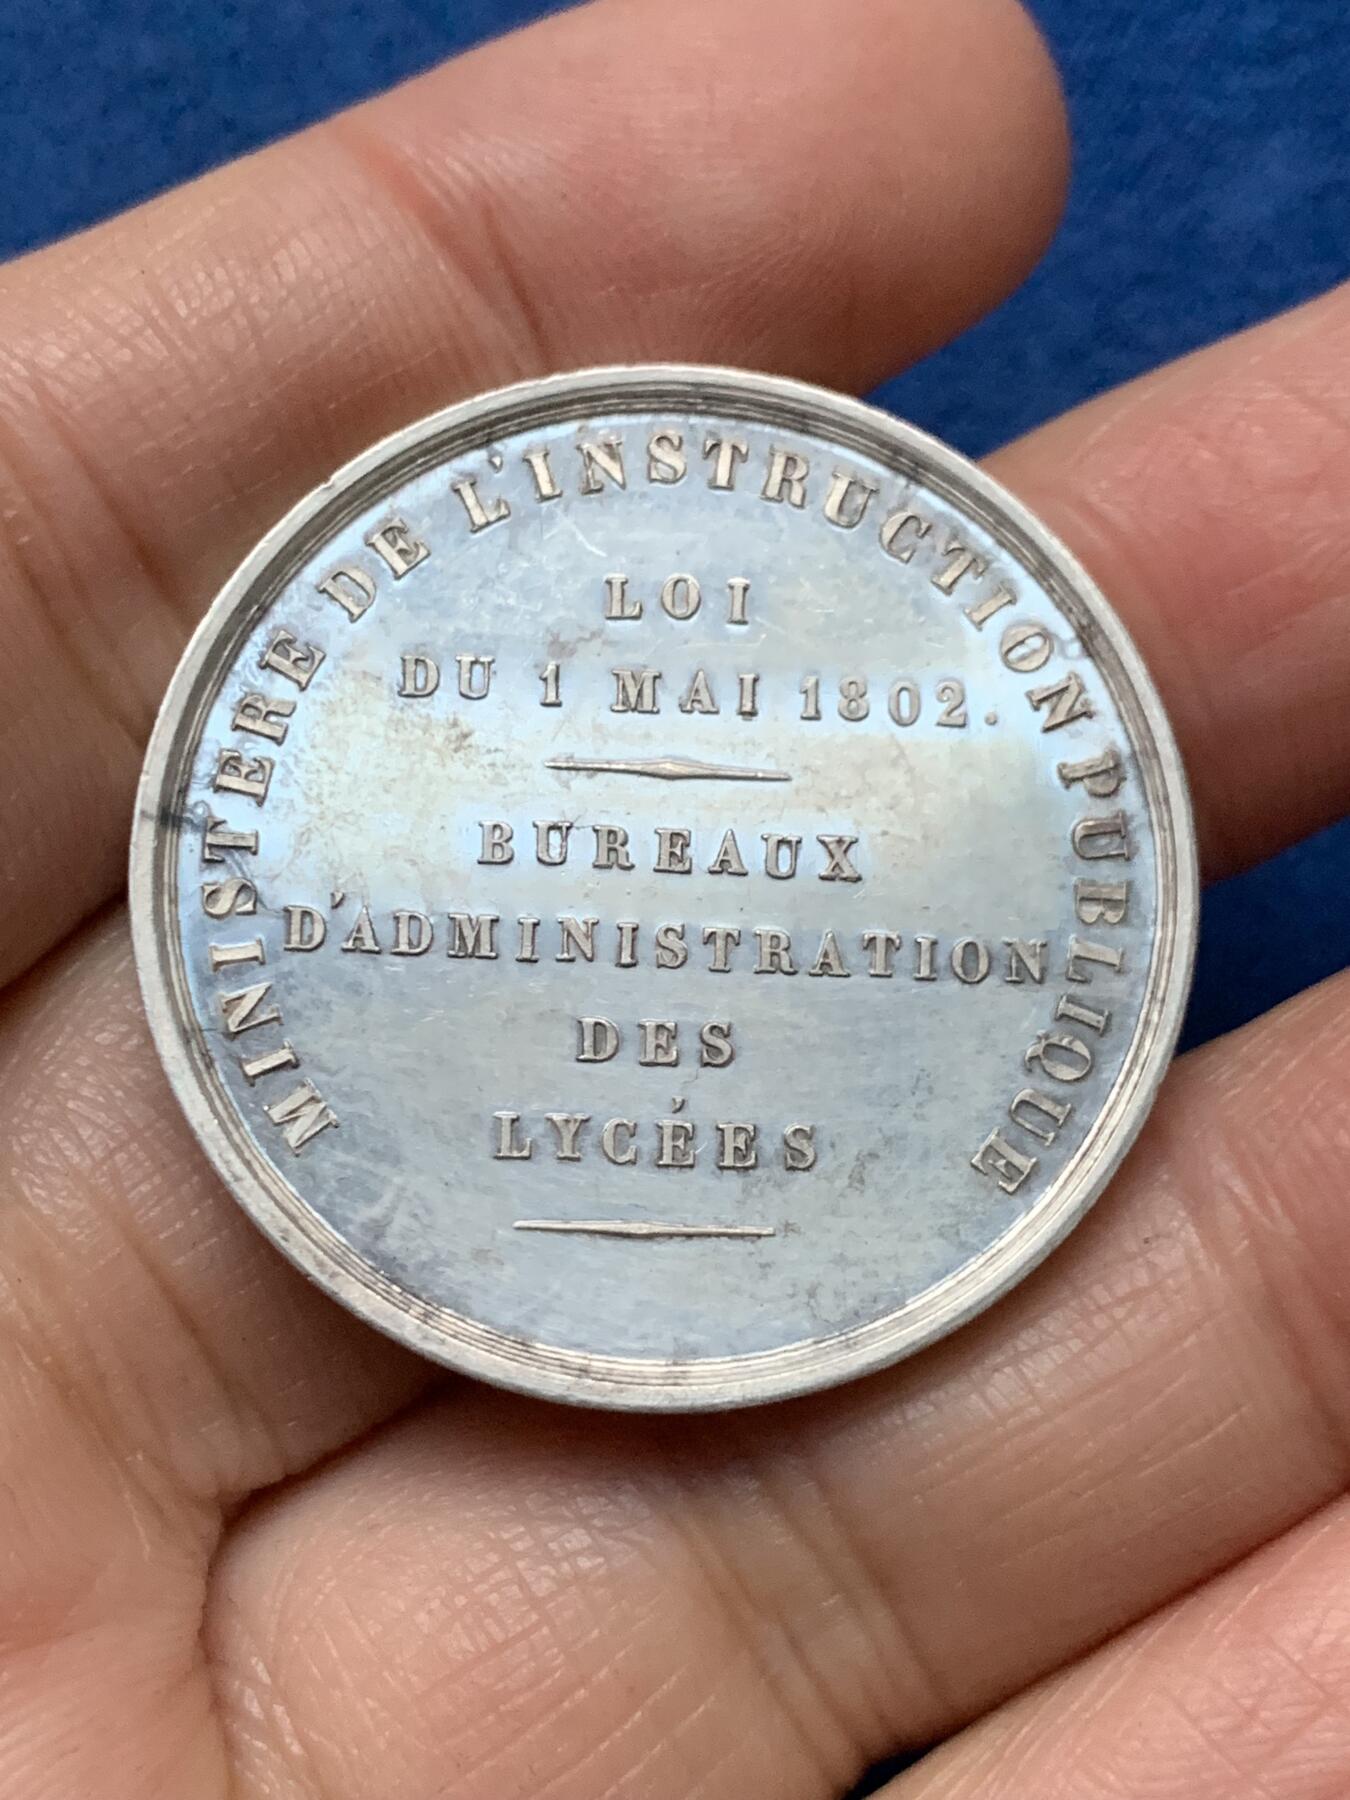 MINISTERE DE L'INSTRUCTION PUBLIQUE
LOI
DU 1 MAI 1802.
BUREAUX
D'ADMINISTRATION
DES
LYCÉES